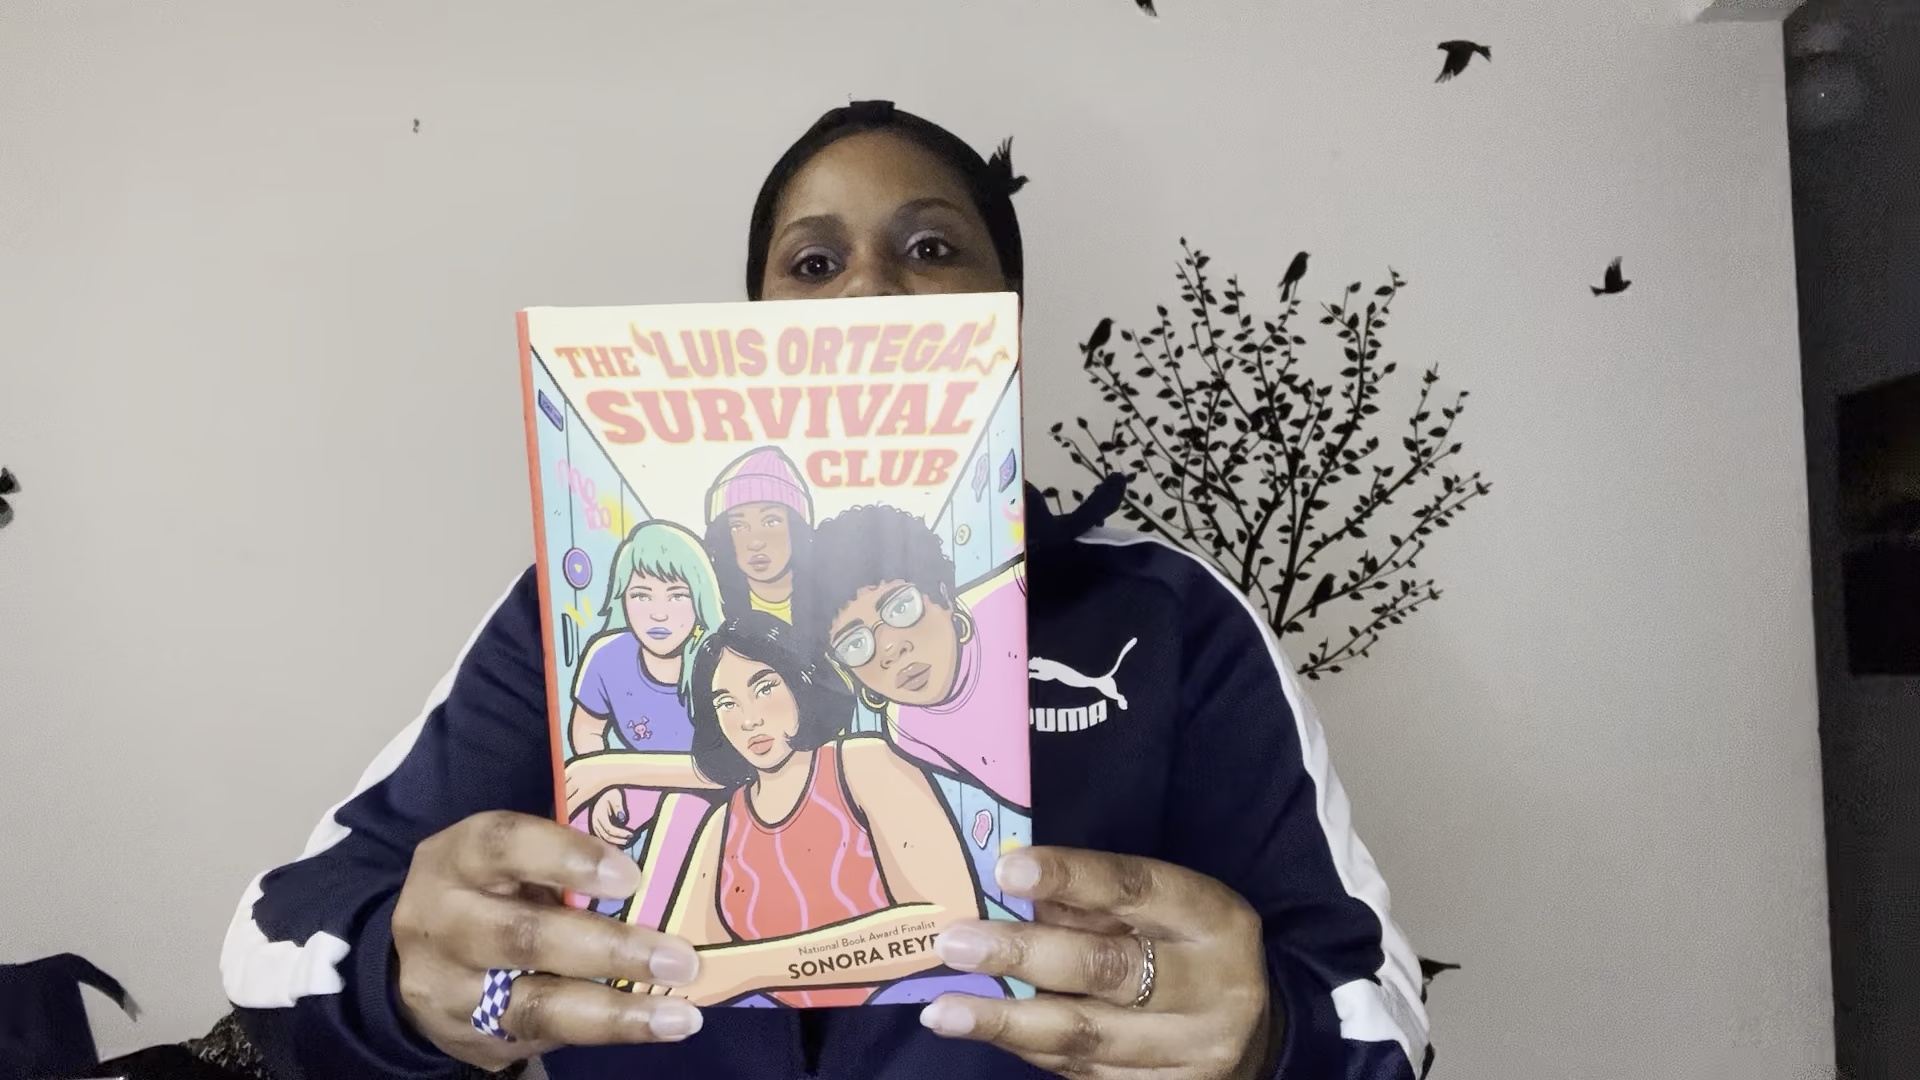 THE "LUIS ORTEGA"
SURVIVAL
CLUB
National Book Award Finalist
SONORA REYE
PUMA